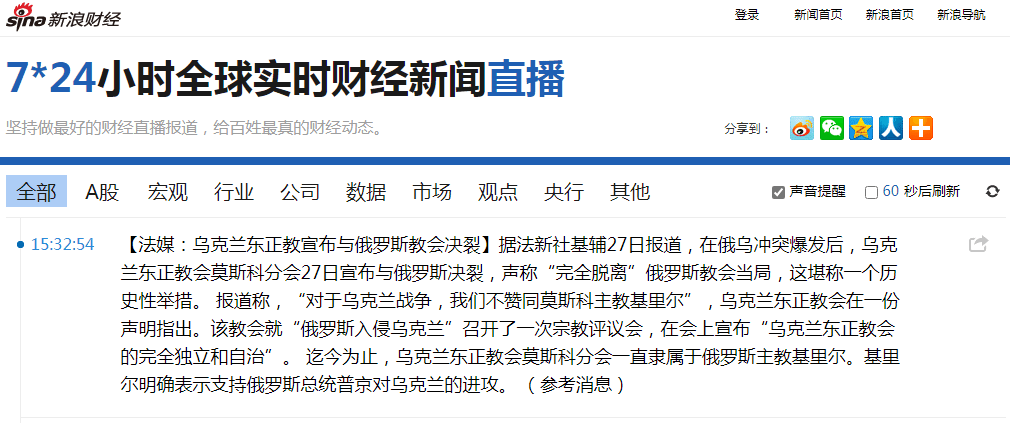 sina新浪财经
登录 新闻首页 新浪首页 新浪导航
7*24小时全球实时财经新闻直播
坚持做最好的财经直播报道，给百姓最真的财经动态。
分享到：
全部 A股 宏观 行业 公司 数据 市场 观点 央行 其他
声音提醒 60 秒后刷新
15:32:54
【法媒：乌克兰东正教宣布与俄罗斯教会决裂】据法新社基辅27日报道，在俄乌冲突爆发后，乌克
兰东正教会莫斯科分会27日宣布与俄罗斯决裂，声称“完全脱离”俄罗斯教会当局，这堪称一个历
史性举措。 报道称，“对于乌克兰战争，我们不赞同莫斯科主教基里尔”，乌克兰东正教会在一份
声明指出。该教会就“俄罗斯入侵乌克兰”召开了一次宗教评议会，在会上宣布“乌克兰东正教会
的完全独立和自治”。 迄今为止，乌克兰东正教会莫斯科分会一直隶属于俄罗斯主教基里尔。基里
尔明确表示支持俄罗斯总统普京对乌克兰的进攻。（参考消息）